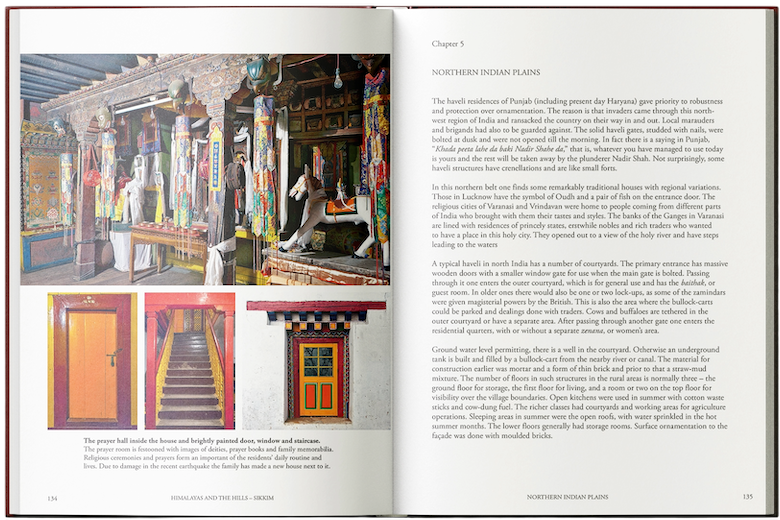 The prayer hall inside the house and brightly painted door, window and staircase.
The prayer room is festooned with images of deities, prayer books and family memorabilia.
Religious ceremonies and prayers form an important of the residents' daily routine and
lives. Due to damage in the recent earthquake the family has made a new house next to it.
134
HIMALAYAS AND THE HILLS – SIKKIM
Chapter 5
NORTHERN INDIAN PLAINS
The haveli residences of Punjab (including present day Haryana) gave priority to robustness
and protection over ornamentation. The reason is that invaders came through this north-
west region of India and ransacked the country on their way in and out. Local marauders
and brigands had also to be guarded against. The solid haveli gates, studded with nails, were
bolted at dusk and were not opened till the morning. In fact there is a saying in Punjab,
"Khada peeta lahe da baki Nadir Shahe da," that is, whatever you have managed to use today
is yours and the rest will be taken away by the plunderer Nadir Shah. Not surprisingly, some
haveli structures have crenellations and are like small forts.
In this northern belt one finds some remarkably traditional houses with regional variations.
Those in Lucknow have the symbol of Oudh and a pair of fish on the entrance door. The
religious cities of Varanasi and Vrindavan were home to people coming from different parts
of India who brought with them their tastes and styles. The banks of the Ganges in Varanasi
are lined with residences of princely states, erstwhile nobles and rich traders who wanted
to have a place in this holy city. They opened out to a view of the holy river and have steps
leading to the waters
A typical haveli in north India has a number of courtyards. The primary entrance has massive
wooden doors with a smaller window gate for use when the main gate is bolted. Passing
through it one enters the outer courtyard, which is for general use and has the baithak, or
guest room. In older ones there would also be one or two lock-ups, as some of the zamindars
were given magisterial powers by the British. This is also the area where the bullock-carts
could be parked and dealings done with traders. Cows and buffaloes are tethered in the
outer courtyard or have a separate area. After passing through another gate one enters the
residential quarters, with or without a separate zenana, or women's area.
Ground water level permitting, there is a well in the courtyard. Otherwise an underground
tank is built and filled by a bullock-cart from the nearby river or canal. The material for
construction earlier was mortar and a form of thin brick and prior to that a straw-mud
mixture. The number of floors in such structures in the rural areas is normally three – the
ground floor for storage, the first floor for living, and a room or two on the top floor for
visibility over the village boundaries. Open kitchens were used in summer with cotton waste
sticks and cow-dung fuel. The richer classes had courtyards and working areas for agriculture
operations. Sleeping areas in summer were the open roofs, with water sprinkled in the hot
summer months. The lower floors generally had storage rooms. Surface ornamentation to the
façade was done with moulded bricks.
NORTHERN INDIAN PLAINS
135